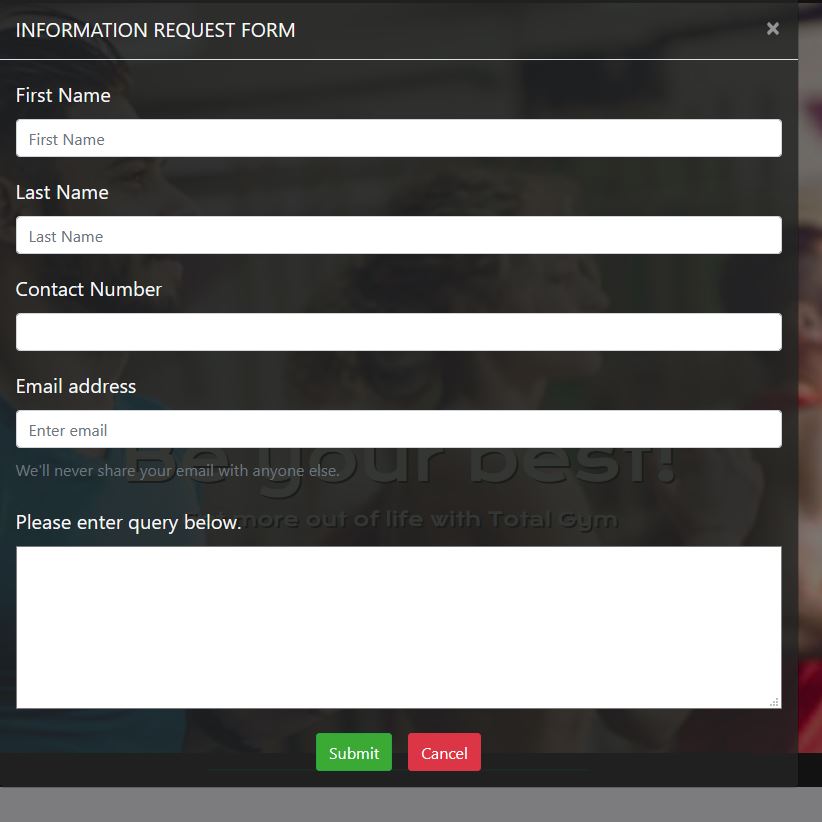 INFORMATION REQUEST FORM ×
First Name
First Name
Last Name
Last Name
Contact Number
Email address
Enter email
Be your best!
We'll never share your email with anyone else.
more out of life with Total Gym
Please enter query below.
Submit Cancel